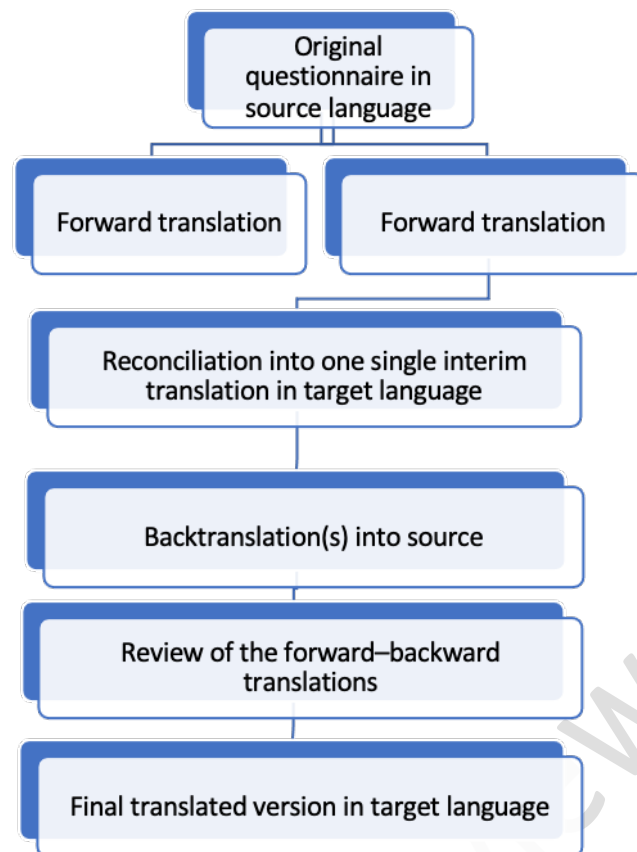 Original
questionnaire in
source language
Forward translation
Forward translation
Reconciliation into one single interim
translation in target language
Backtranslation(s) into source
Review of the forward–backward
translations
Final translated version in target language